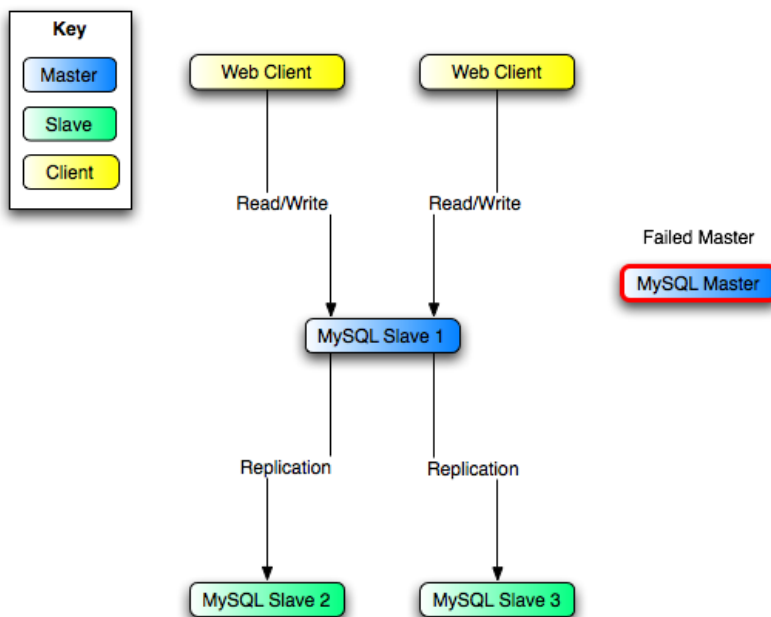 Key
Master
Slave
Client
Web Client
Web Client
Read/Write
Read/Write
Failed Master
MySQL Master
MySQL Slave 1
Replication
Replication
MySQL Slave 2
MySQL Slave 3